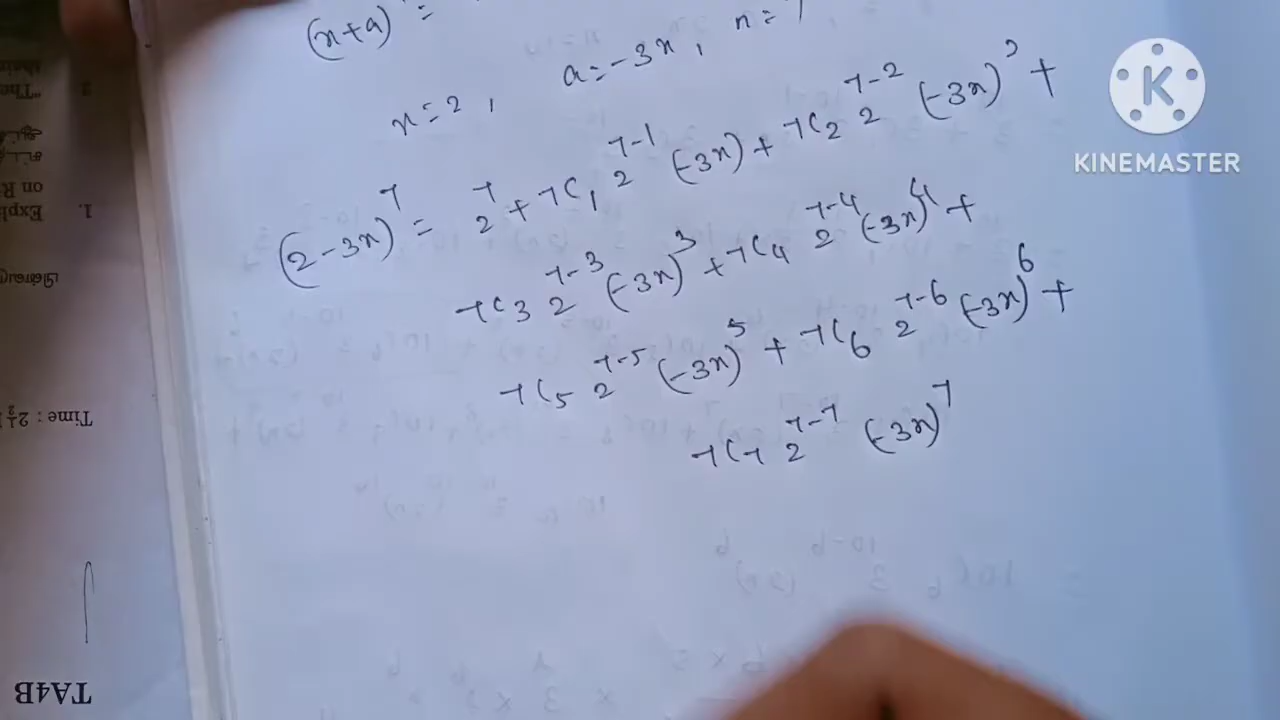 (x+a) =
x=2, a=-3x, n=7
(2-3x)^7 = 2^7 + 7C1 2^7-1 (-3x) + 7C2 2^7-2 (-3x)^2 +
7C3 2^7-3 (-3x)^3 + 7C4 2^7-4 (-3x)^4 +
7C5 2^7-5 (-3x)^5 + 7C6 2^7-6 (-3x)^6 +
7C7 2^7-7 (-3x)^7
K
KINEMASTER
"The
on R
1. Expl
Time : 2½
TA4B